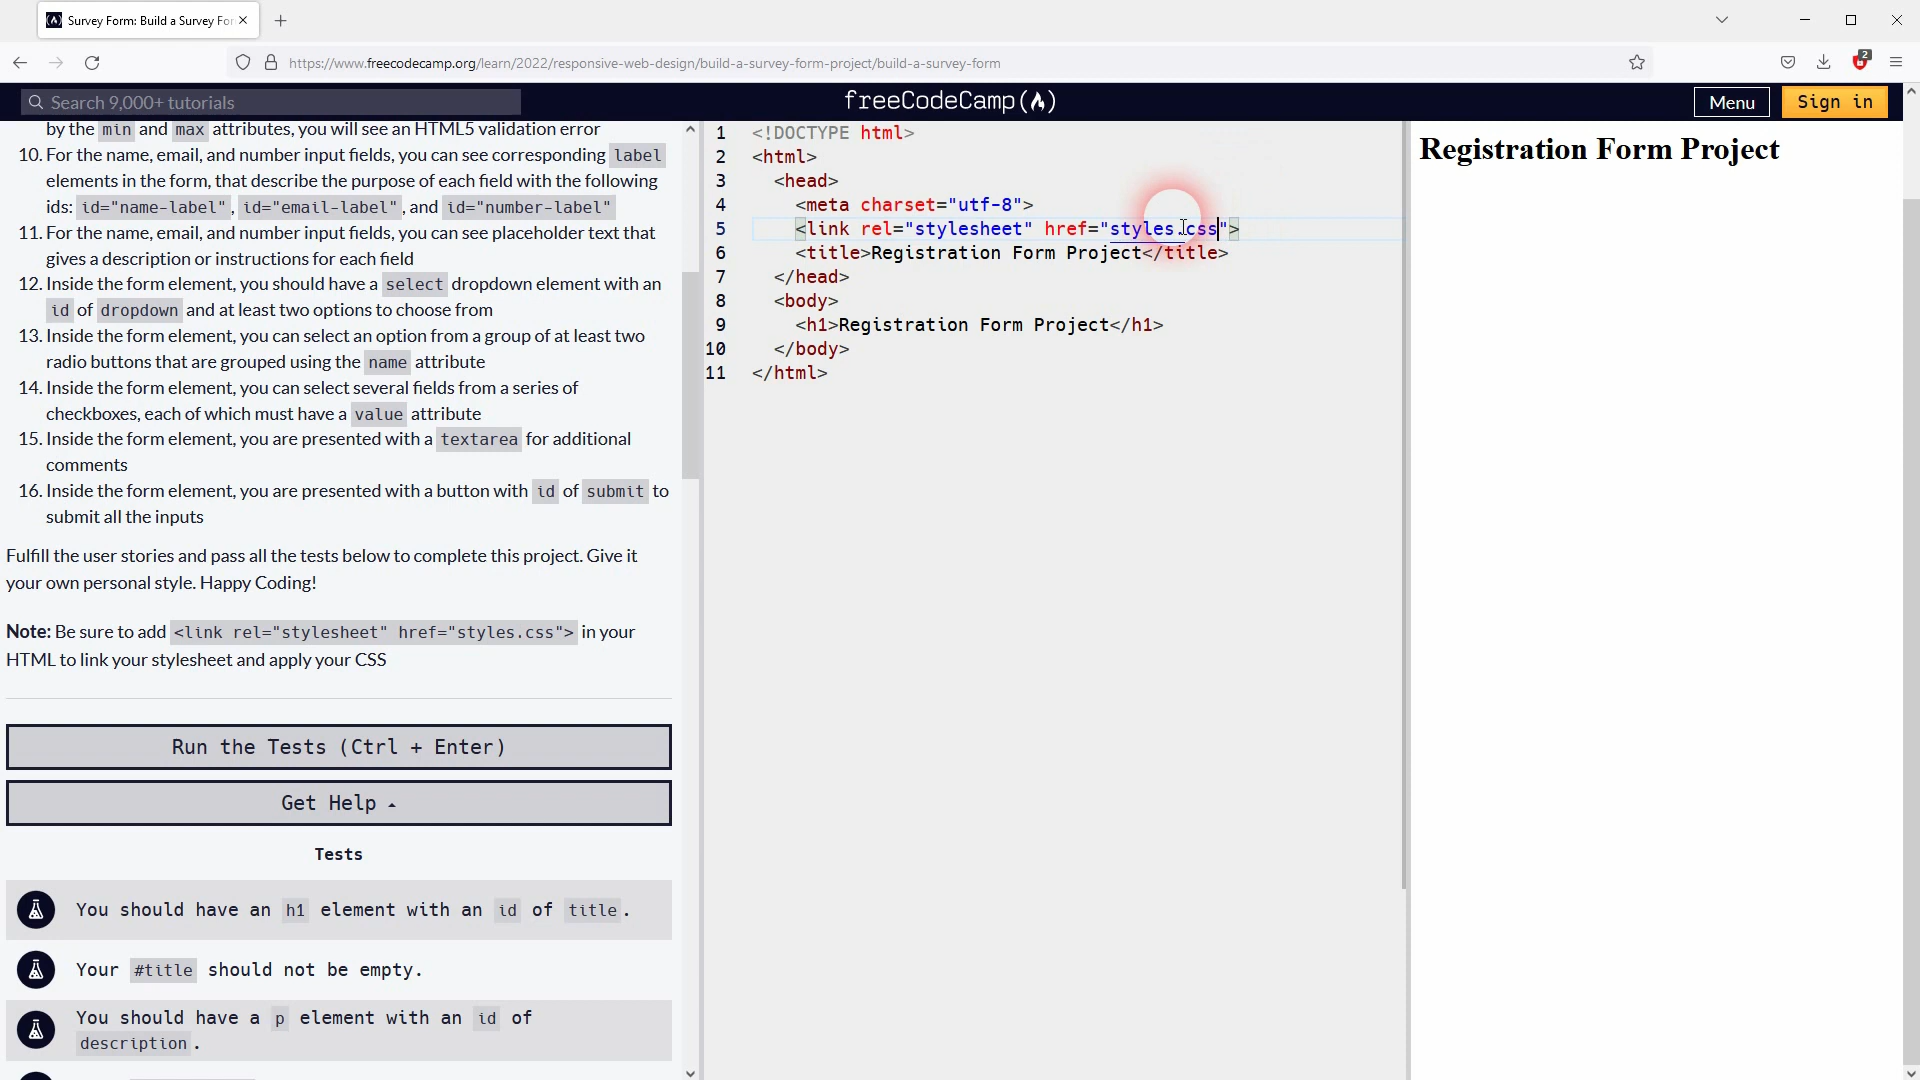 Survey Form: Build a Survey For
https://www.freecodecamp.org/learn/2022/responsive-web-design/build-a-survey-form-project/build-a-survey-form
2
Search 9,000+ tutorials
freeCodeCamp
Menu
Sign in
by the min and max attributes, you will see an HTML5 validation error
10. For the name, email, and number input fields, you can see corresponding label
elements in the form, that describe the purpose of each field with the following
ids: id="name-label", id="email-label", and id="number-label"
11. For the name, email, and number input fields, you can see placeholder text that
gives a description or instructions for each field
12. Inside the form element, you should have a select dropdown element with an
id of dropdown and at least two options to choose from
13. Inside the form element, you can select an option from a group of at least two
radio buttons that are grouped using the name attribute
14. Inside the form element, you can select several fields from a series of
checkboxes, each of which must have a value attribute
15. Inside the form element, you are presented with a textarea for additional
comments
16. Inside the form element, you are presented with a button with id of submit to
submit all the inputs
Fulfill the user stories and pass all the tests below to complete this project. Give it
your own personal style. Happy Coding!
Note: Be sure to add <link rel="stylesheet" href="styles.css"> in your
HTML to link your stylesheet and apply your CSS
Run the Tests (Ctrl + Enter)
Get Help
Tests
You should have an h1 element with an id of title.
Your #title should not be empty.
You should have a p element with an id of
description.
1 <!DOCTYPE html>
2 <html>
3 <head>
4 <meta charset="utf-8">
5 <link rel="stylesheet" href="styles.css">
6 <title>Registration Form Project</title>
7 </head>
8 <body>
9 <h1>Registration Form Project</h1>
10 </body>
11 </html>
Registration Form Project